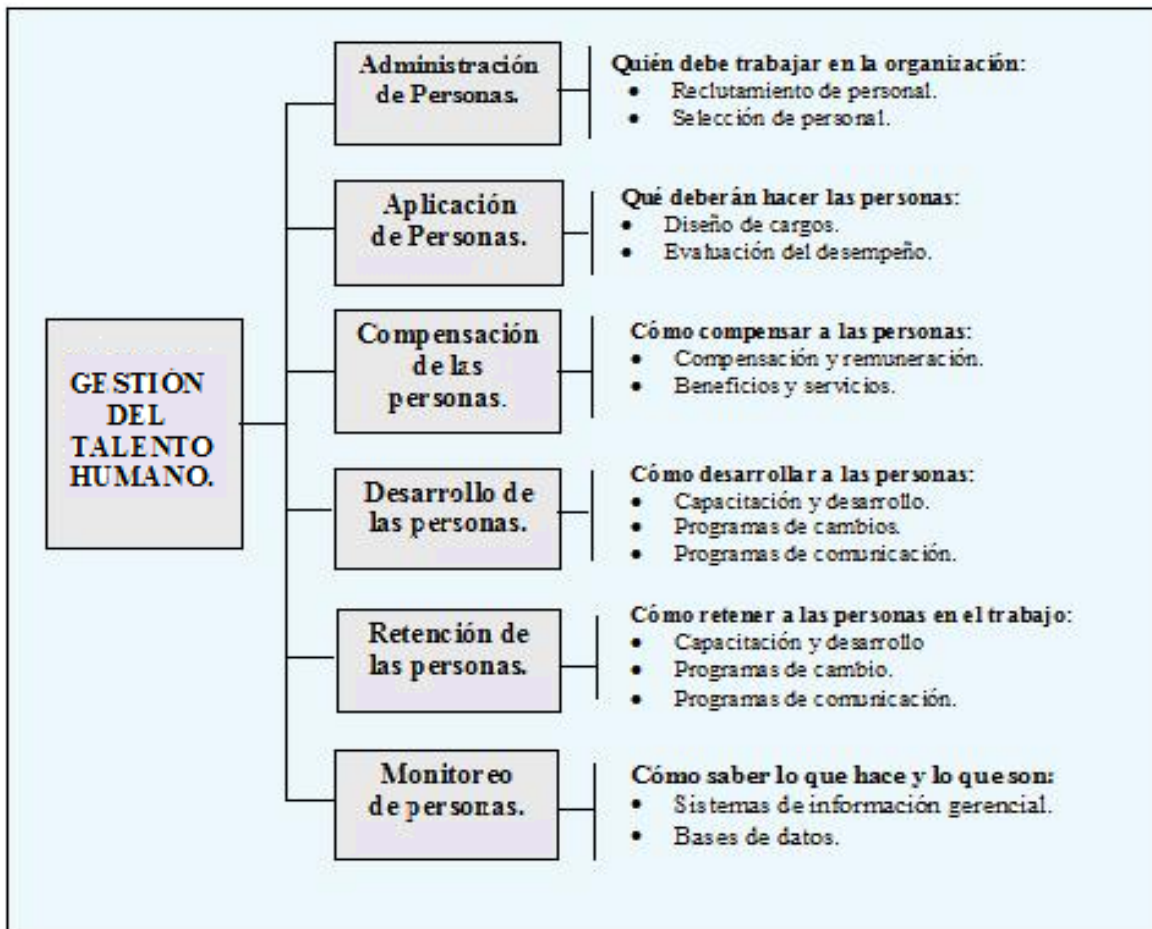 GESTIÓN
DEL
TALENTO
HUMANO.
Administración
de Personas.
Quién debe trabajar en la organización:
• Reclutamiento de personal.
• Selección de personal.
Aplicación
de Personas.
Qué deberán hacer las personas:
• Diseño de cargos.
• Evaluación del desempeño.
Compensación
de las
personas.
Cómo compensar a las personas:
• Compensación y remuneración.
• Beneficios y servicios.
Desarrollo de
las personas.
Cómo desarrollar a las personas:
• Capacitación y desarrollo.
• Programas de cambios.
• Programas de comunicación.
Retención de
las personas.
Cómo retener a las personas en el trabajo:
• Capacitación y desarrollo
• Programas de cambio.
• Programas de comunicación.
Monitoreo
de personas.
Cómo saber lo que hace y lo que son:
• Sistemas de información gerencial.
• Bases de datos.